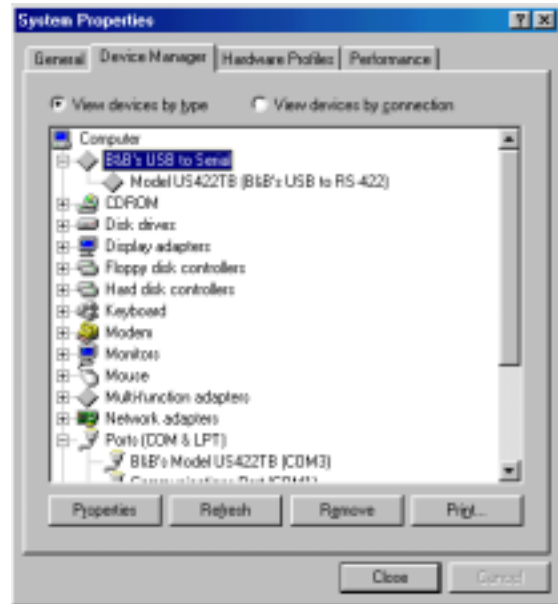 System Properties
General Device Manager Hardware Profiles Performance
View devices by type View devices by connection
Computer
B&B's USB to Serial
Model US422TB (B&B's USB to RS-422)
CDROM
Disk drives
Display adapters
Floppy disk controllers
Hard disk controllers
Keyboard
Modem
Monitors
Mouse
Multi-function adapters
Network adapters
Ports (COM & LPT)
B&B's Model US422TB (COM3)
Communications Port (COM1)
Properties Refresh Remove Print...
Close Cancel